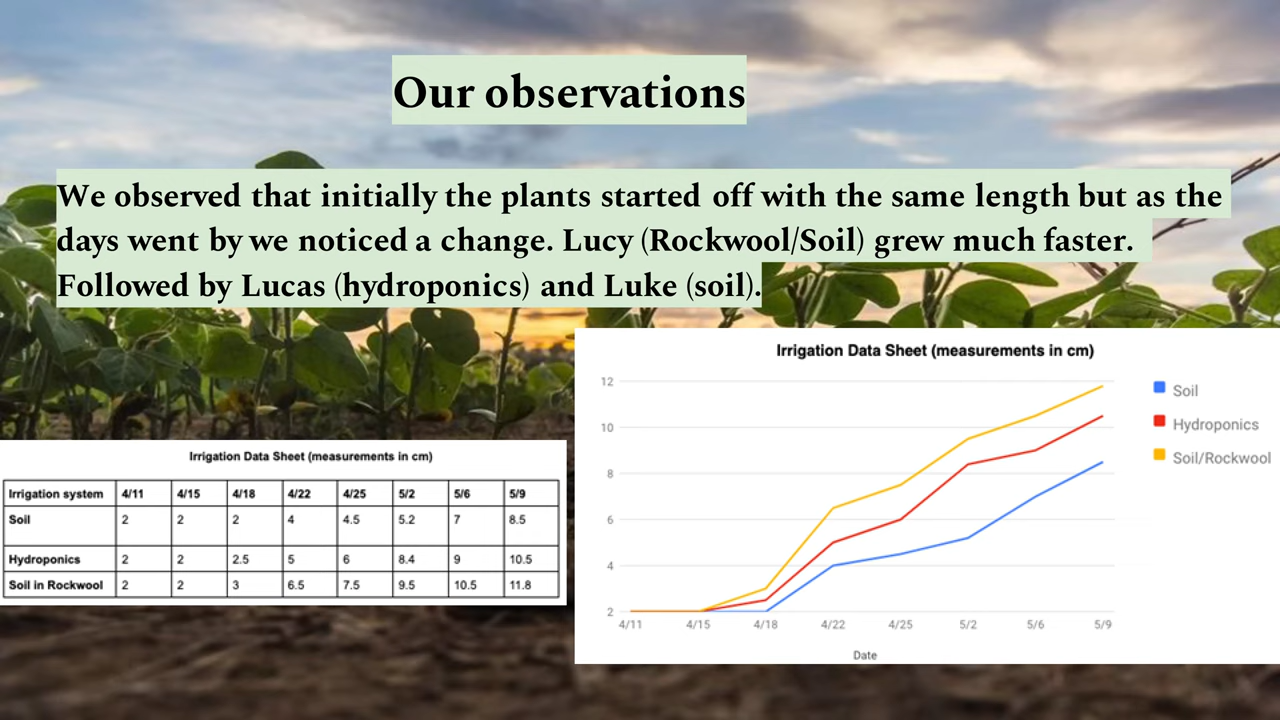 Our observations
We observed that initially the plants started off with the same length but as the
days went by we noticed a change. Lucy (Rockwool/Soil) grew much faster.
Followed by Lucas (hydroponics) and Luke (soil).
Irrigation Data Sheet (measurements in cm)
Irrigation system 4/11 4/15 4/18 4/22 4/25 5/2 5/6 5/9
Soil 2 2 2 4 4.5 5.2 7 8.5
Hydroponics 2 2 2.5 5 6 8.4 9 10.5
Soil in Rockwool 2 2 3 6.5 7.5 9.5 10.5 11.8
Irrigation Data Sheet (measurements in cm)
12
10
8
6
4
2
4/11 4/15 4/18 4/22 4/25 5/2 5/6 5/9
Date
Soil
Hydroponics
Soil/Rockwool